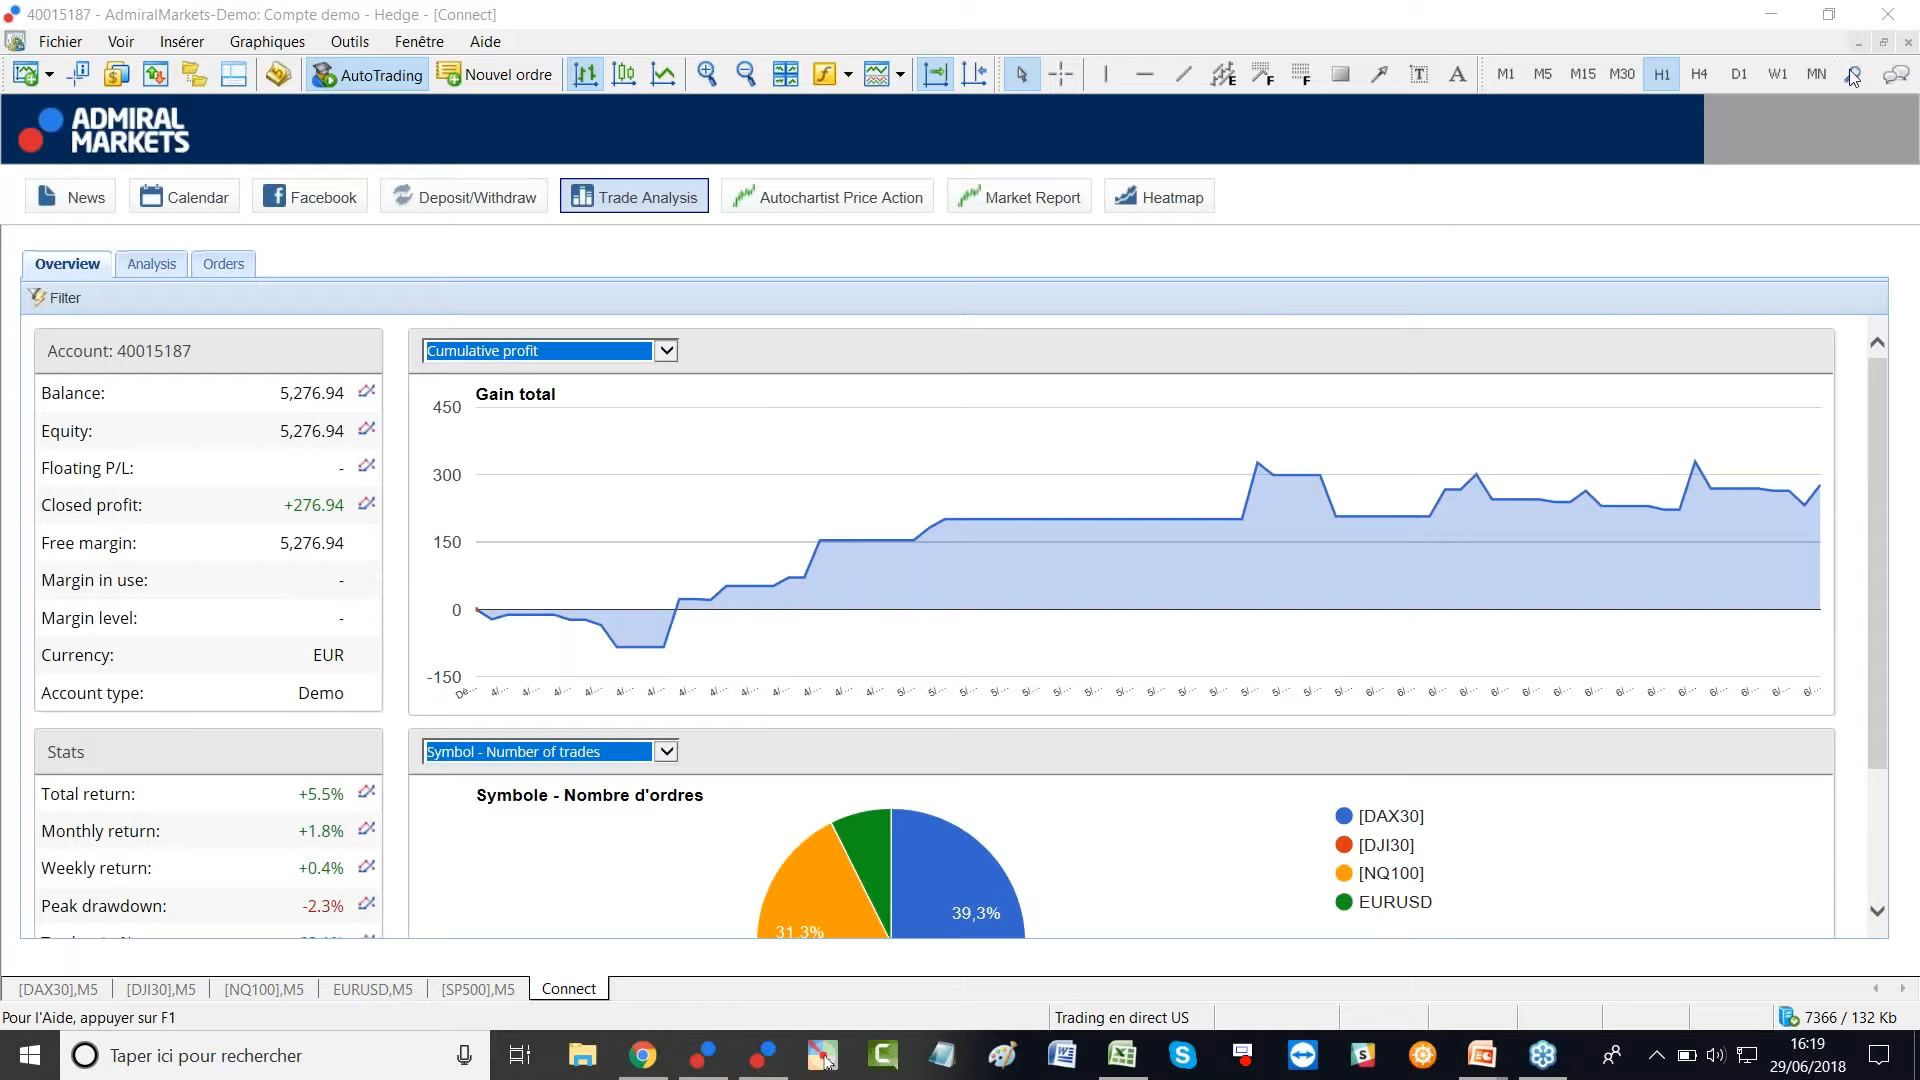 40015187 - AdmiralMarkets-Demo: Compte demo - Hedge - [Connect]
Fichier Voir Insérer Graphiques Outils Fenêtre Aide
AutoTrading Nouvel ordre M1 M5 M15 M30 H1 H4 D1 W1 MN
ADMIRAL
MARKETS
News Calendar Facebook Deposit/Withdraw Trade Analysis Autochartist Price Action Market Report Heatmap
Overview Analysis Orders
Filter
Account: 40015187
Balance: 5,276.94
Equity: 5,276.94
Floating P/L: -
Closed profit: +276.94
Free margin: 5,276.94
Margin in use: -
Margin level: -
Currency: EUR
Account type: Demo
Cumulative profit
Gain total
450
300
150
0
-150
Stats
Total return: +5.5%
Monthly return: +1.8%
Weekly return: +0.4%
Peak drawdown: -2.3%
Symbol - Number of trades
Symbole - Nombre d'ordres
39,3%
31,3%
[DAX30]
[DJI30]
[NQ100]
EURUSD
[DAX30],M5 [DJI30],M5 [NQ100],M5 EURUSD,M5 [SP500],M5 Connect
Pour l'Aide, appuyer sur F1 Trading en direct US 7366 / 132 Kb
Taper ici pour rechercher
16:19
29/06/2018